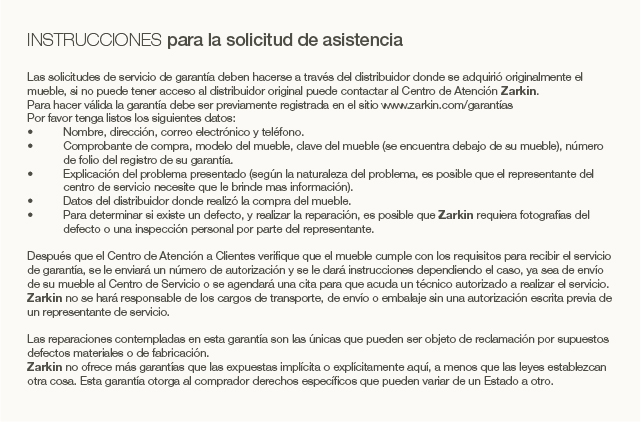 INSTRUCCIONES para la solicitud de asistencia
Las solicitudes de servicio de garantía deben hacerse a través del distribuidor donde se adquirió originalmente el
mueble, si no puede tener acceso al distribuidor original puede contactar al Centro de Atención Zarkin.
Para hacer válida la garantía debe ser previamente registrada en el sitio www.zarkin.com/garantías
Por favor tenga listos los siguientes datos:
• Nombre, dirección, correo electrónico y teléfono.
• Comprobante de compra, modelo del mueble, clave del mueble (se encuentra debajo de su mueble), número
de folio del registro de su garantía.
• Explicación del problema presentado (según la naturaleza del problema, es posible que el representante del
centro de servicio necesite que le brinde mas información).
• Datos del distribuidor donde realizó la compra del mueble.
• Para determinar si existe un defecto, y realizar la reparación, es posible que Zarkin requiera fotografías del
defecto o una inspección personal por parte del representante.
Después que el Centro de Atención a Clientes verifique que el mueble cumple con los requisitos para recibir el servicio
de garantía, se le enviará un número de autorización y se le dará instrucciones dependiendo el caso, ya sea de envío
de su mueble al Centro de Servicio o se agendará una cita para que acuda un técnico autorizado a realizar el servicio.
Zarkin no se hará responsable de los cargos de transporte, de envío o embalaje sin una autorización escrita previa de
un representante de servicio.
Las reparaciones contempladas en esta garantía son las únicas que pueden ser objeto de reclamación por supuestos
defectos materiales o de fabricación.
Zarkin no ofrece más garantías que las expuestas implícita o explícitamente aquí, a menos que las leyes establezcan
otra cosa. Esta garantía otorga al comprador derechos específicos que pueden variar de un Estado a otro.